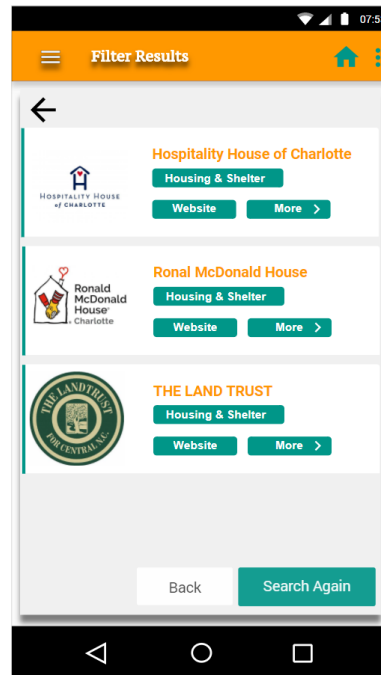 07:5
Filter Results
Hospitality House of Charlotte
Housing & Shelter
Website
More
HOSPITALITY HOUSE
of CHARLOTTE
Ronal McDonald House
Housing & Shelter
Website
More
Ronald
McDonald
House
Charlotte
THE LAND TRUST
Housing & Shelter
Website
More
THE LANDTRUST
FOR CENTRAL N.C.
Back
Search Again